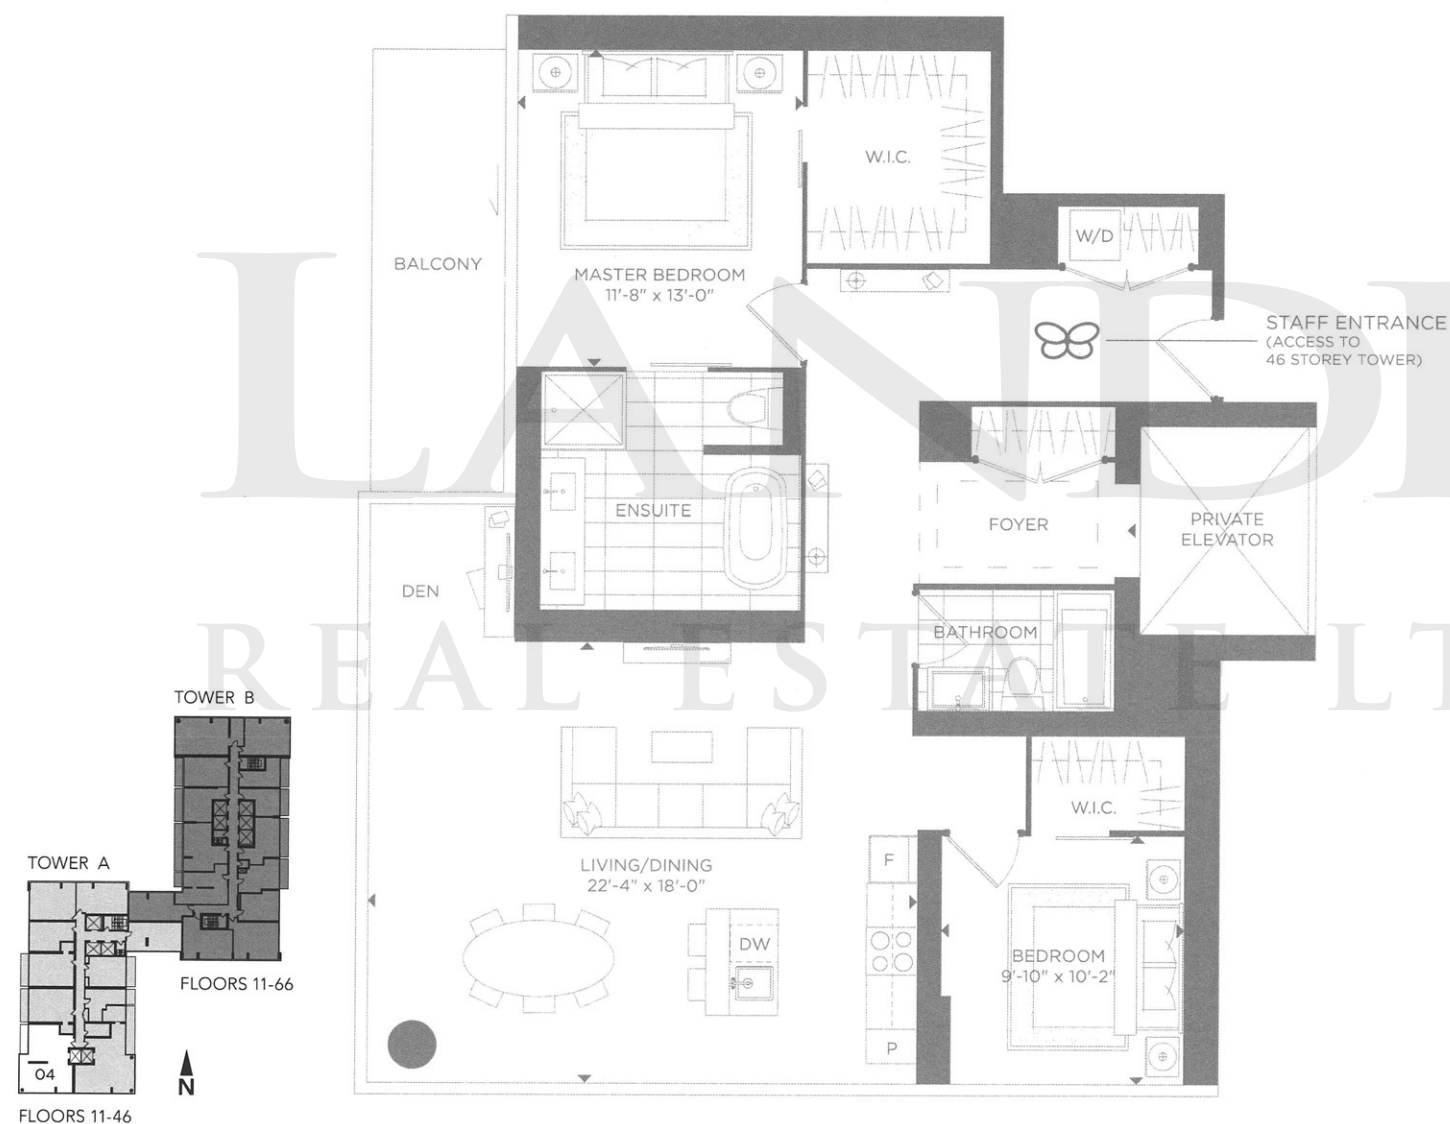 W.I.C.
W/D
BALCONY
MASTER BEDROOM
11'-8" x 13'-0"
STAFF ENTRANCE
(ACCESS TO
46 STOREY TOWER)
LAND
ENSUITE
FOYER
PRIVATE
ELEVATOR
DEN
BATHROOM
REAL ESTATE LT
TOWER B
W.I.C.
TOWER A
LIVING/DINING
22'-4" x 18'-0"
F
DW
BEDROOM
9'-10" x 10'-2"
FLOORS 11-66
P
04
N
FLOORS 11-46